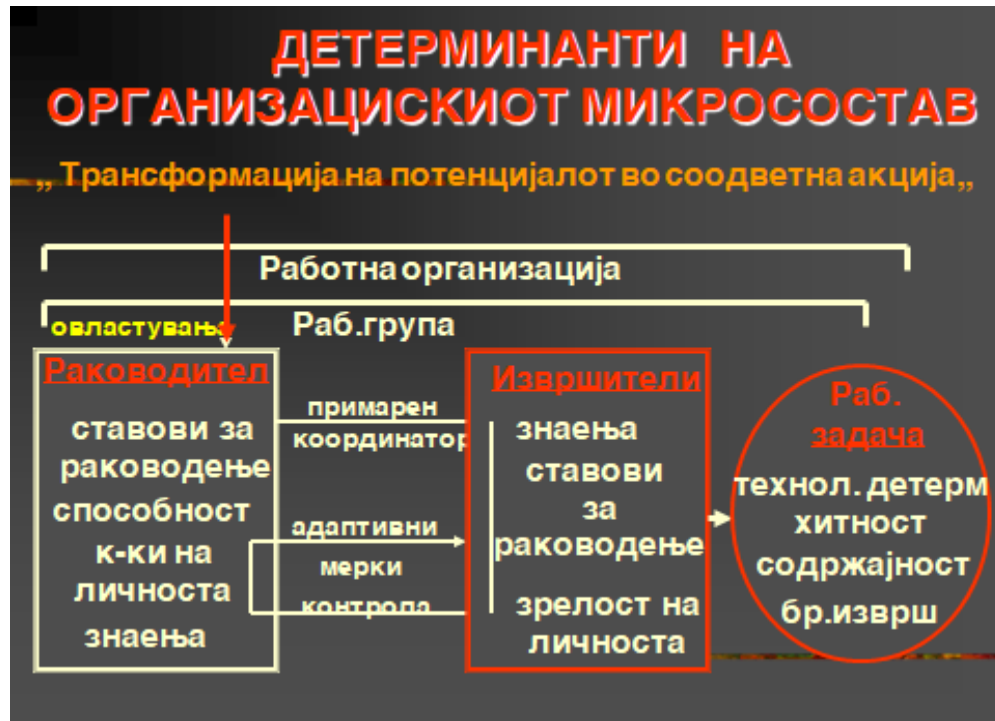 ДЕТЕРМИНАНТИ НА
ОРГАНИЗАЦИСКИОТ МИКРОСОСТАВ
„ Трансформација на потенцијалот во соодветна акција„
Работна организација
Раб.група
овластувања
Раководител
ставови за
раководење
способност
к-ки на
личноста
знаења
примарен
координатор
адаптивни
мерки
контрола
Извршители
знаења
ставови
за
раководење
зрелост на
личноста
Раб.
задача
технол. детерм
хитност
содржајност
бр.изврш